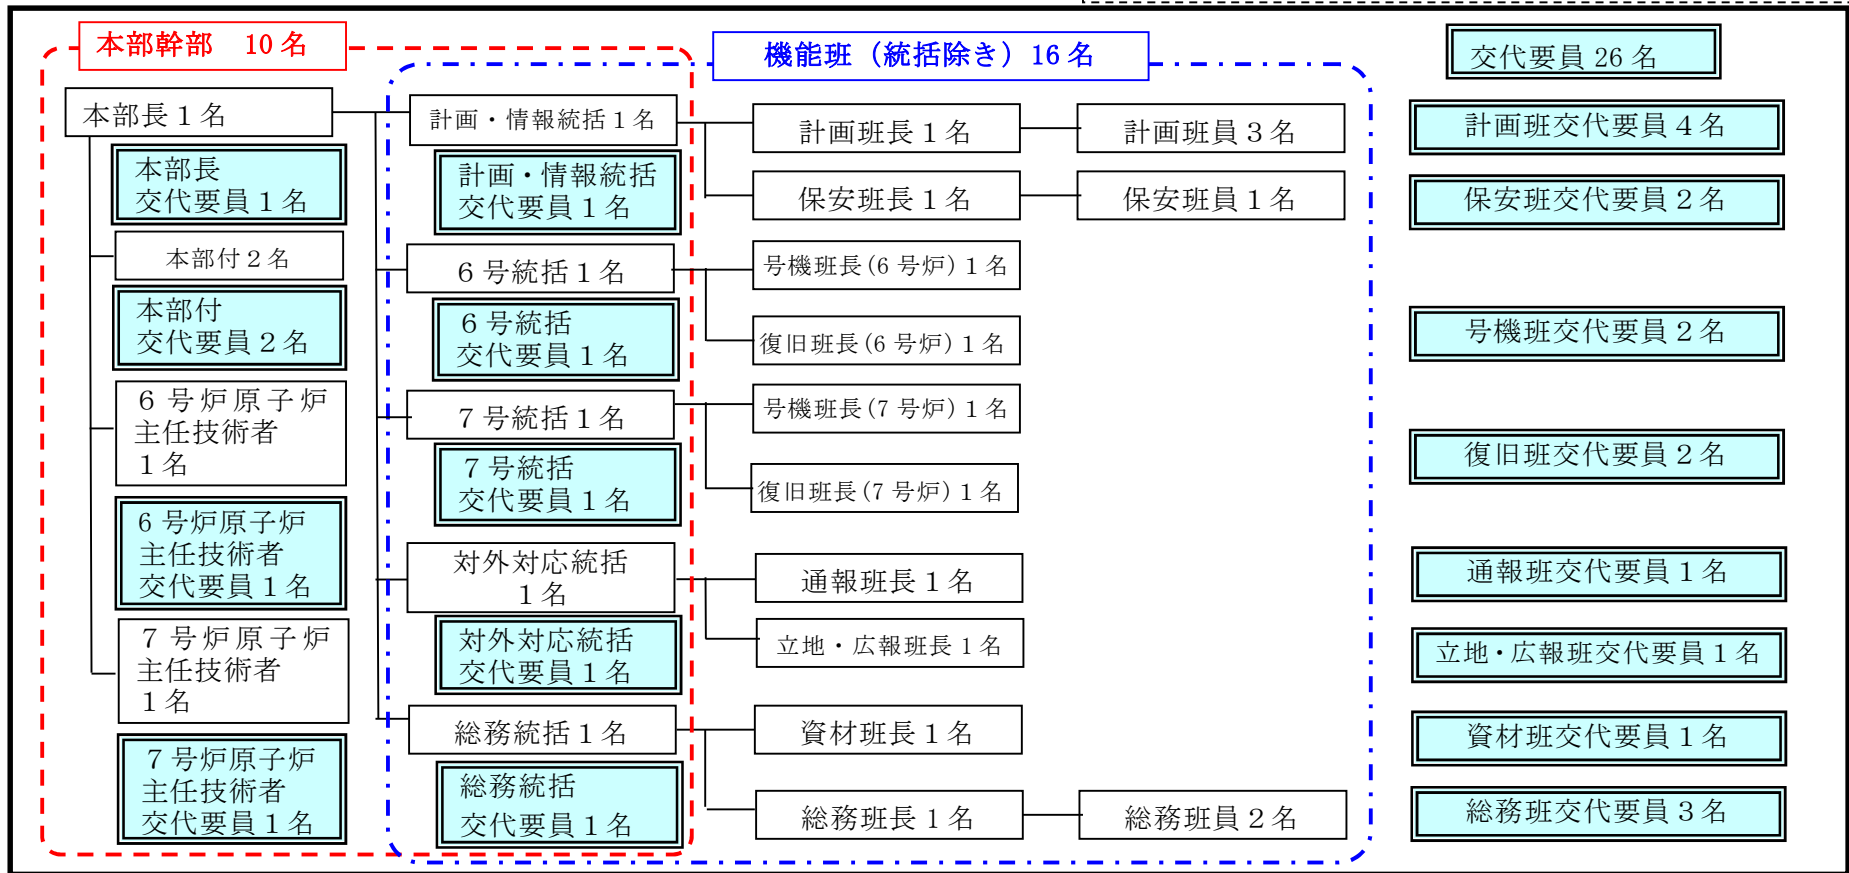 本部幹部　10名
機能班（統括除き）16名
交代要員26名
本部長１名
本部長
交代要員１名
本部付２名
本部付
交代要員２名
６号炉原子炉
主任技術者
１名
６号炉原子炉
主任技術者
交代要員１名
７号炉原子炉
主任技術者
１名
７号炉原子炉
主任技術者
交代要員１名
計画・情報統括１名
計画・情報統括
交代要員１名
６号統括１名
６号統括
交代要員１名
７号統括１名
７号統括
交代要員１名
対外対応統括
１名
対外対応統括
交代要員１名
総務統括１名
総務統括
交代要員１名
計画班長１名
計画班員３名
保安班長１名
保安班員１名
号機班長(６号炉)１名
復旧班長(６号炉)１名
号機班長(７号炉)１名
復旧班長(７号炉)１名
通報班長１名
立地・広報班長１名
資材班長１名
総務班長１名
総務班員２名
計画班交代要員４名
保安班交代要員２名
号機班交代要員２名
復旧班交代要員２名
通報班交代要員１名
立地・広報班交代要員１名
資材班交代要員１名
総務班交代要員３名